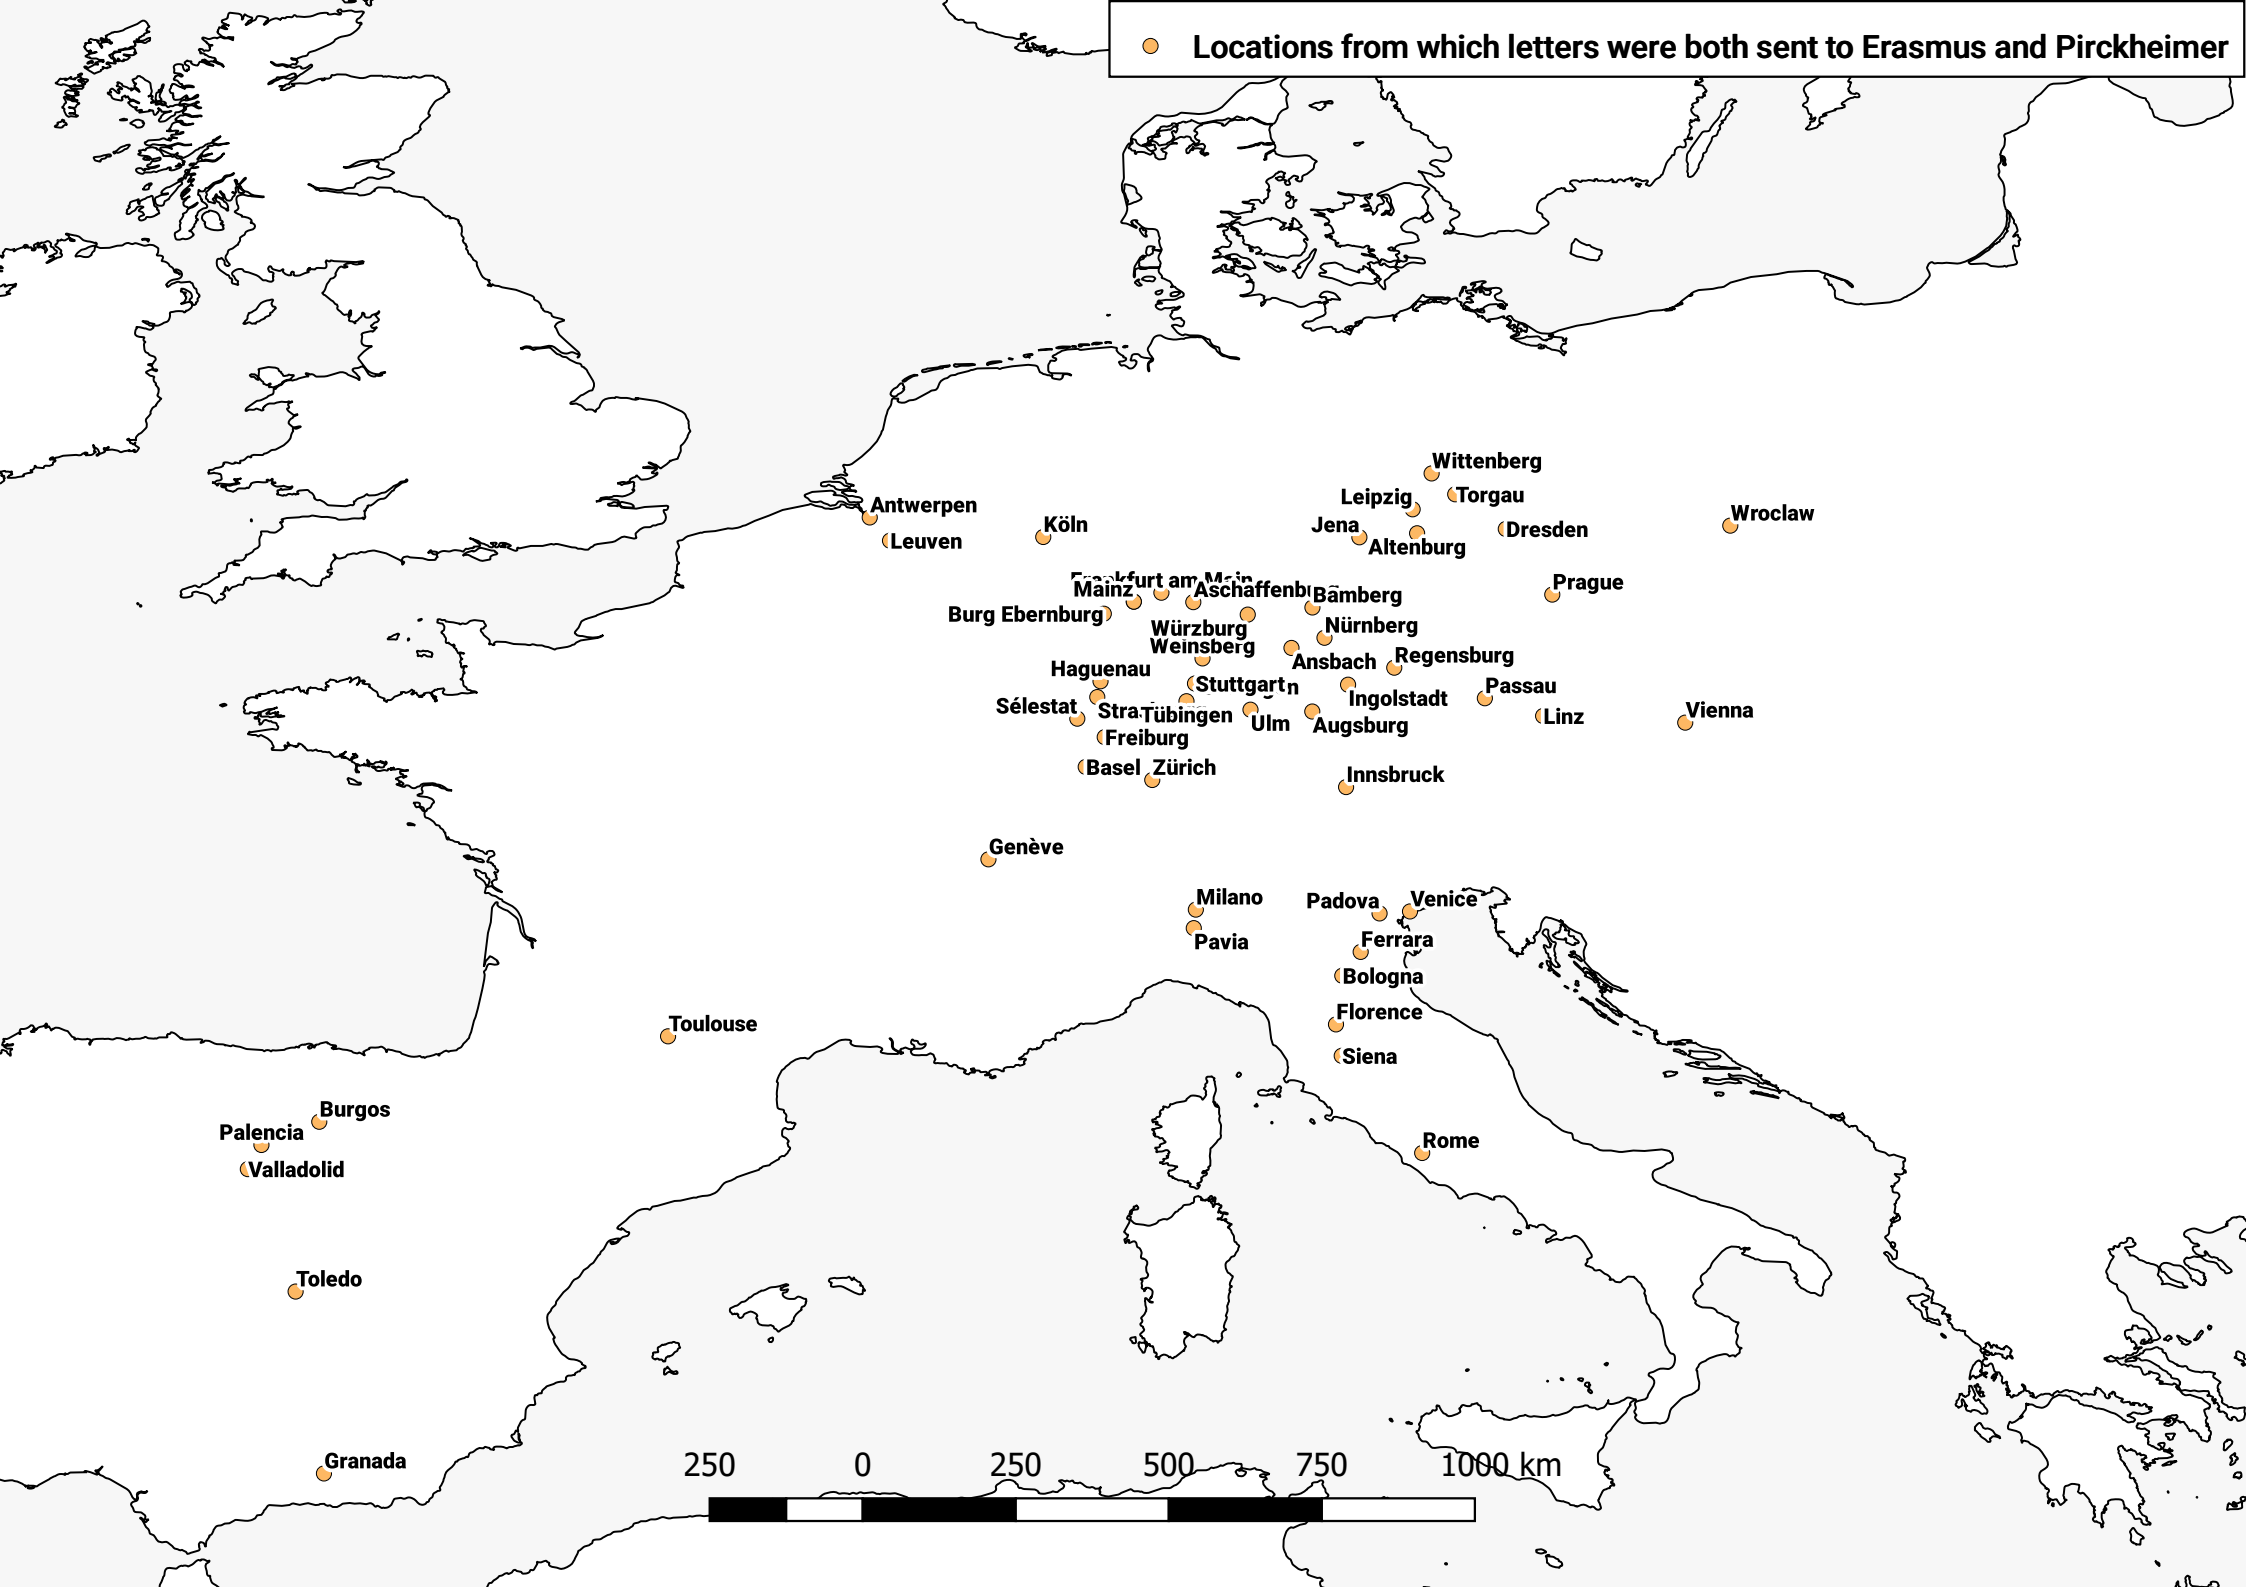 Locations from which letters were both sent to Erasmus and Pirckheimer
Wittenberg
Leipzig
Torgau
Antwerpen
Wroclaw
Köln
Jena
Dresden
Leuven
Altenburg
Frankfurt am Main
Prague
Mainz
Bamberg
Burg Ebernburg
Nürnberg
Würzburg
Weinsberg
Regensburg
Ansbach
Haguenau
Stuttgart
Passau
Ingolstadt
Sélestat
Tübingen
Linz
Vienna
Ulm
Augsburg
Freiburg
Basel
Zürich
Innsbruck
Genève
Milano
Padova
Venice
Pavia
Ferrara
Bologna
Florence
Toulouse
Siena
Burgos
Palencia
Rome
Valladolid
Toledo
Granada
250 0 250 500 750 1000 km